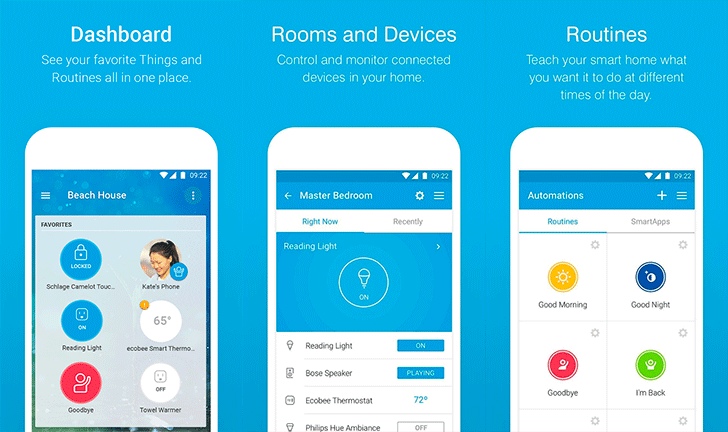 Dashboard
See your favorite Things and
Routines all in one place.
09:22
Beach House
FAVORITES
LOCKED
Schlage Camelot Touc...
Kate's Phone
ON
Reading Light
65°
ecobee Smart Thermo...
Goodbye
OFF
Towel Warmer
Rooms and Devices
Control and monitor connected
devices in your home.
09:22
Master Bedroom
Right Now
Recently
Reading Light
ON
Reading Light
ON
Bose Speaker
PLAYING
Ecobee Thermostat
72°
Philips Hue Ambiance
OFF
Routines
Teach your smart home what
you want it to do at different
times of the day.
09:22
Automations
Routines
SmartApps
Good Morning
Good Night
Goodbye
I'm Back